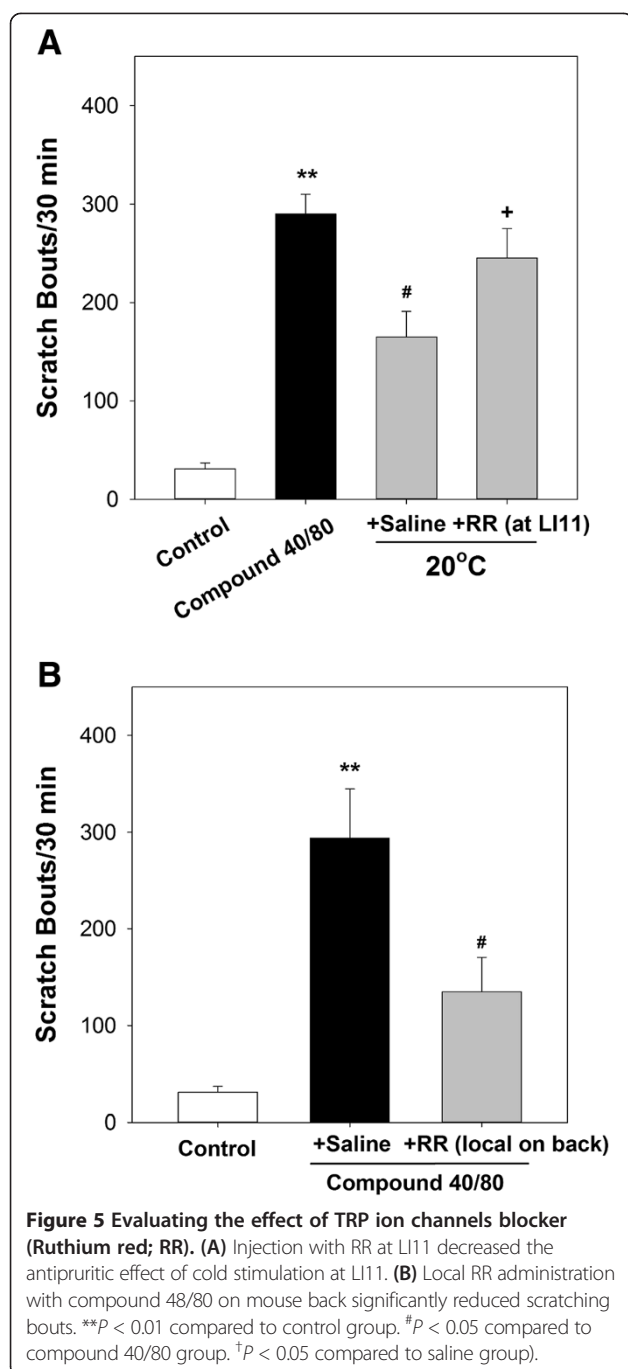 A
Scratch Bouts/30 min
400
300
200
100
0
**
#
+
Control
Compound 40/80
+Saline +RR (at LI11)
20°C
B
Scratch Bouts/30 min
400
300
200
100
0
**
#
Control
+Saline +RR (local on back)
Compound 40/80
Figure 5 Evaluating the effect of TRP ion channels blocker
(Ruthium red; RR). (A) Injection with RR at LI11 decreased the
antipruritic effect of cold stimulation at LI11. (B) Local RR administration
with compound 48/80 on mouse back significantly reduced scratching
bouts. **P < 0.01 compared to control group. #P < 0.05 compared to
compound 40/80 group. †P < 0.05 compared to saline group).